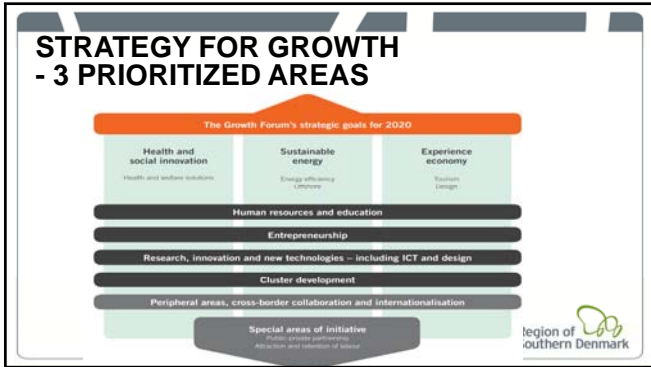 STRATEGY FOR GROWTH
- 3 PRIORITIZED AREAS
The Growth Forum's strategic goals for 2020
Health and
social innovation
Health and welfare solutions
Sustainable
energy
Energy efficiency
Offshore
Experience
economy
Tourism
Design
Human resources and education
Entrepreneurship
Research, innovation and new technologies – including ICT and design
Cluster development
Peripheral areas, cross-border collaboration and internationalisation
Special areas of initiative
Public-private partnership
Attraction and retention of labour
Region of
Southern Denmark